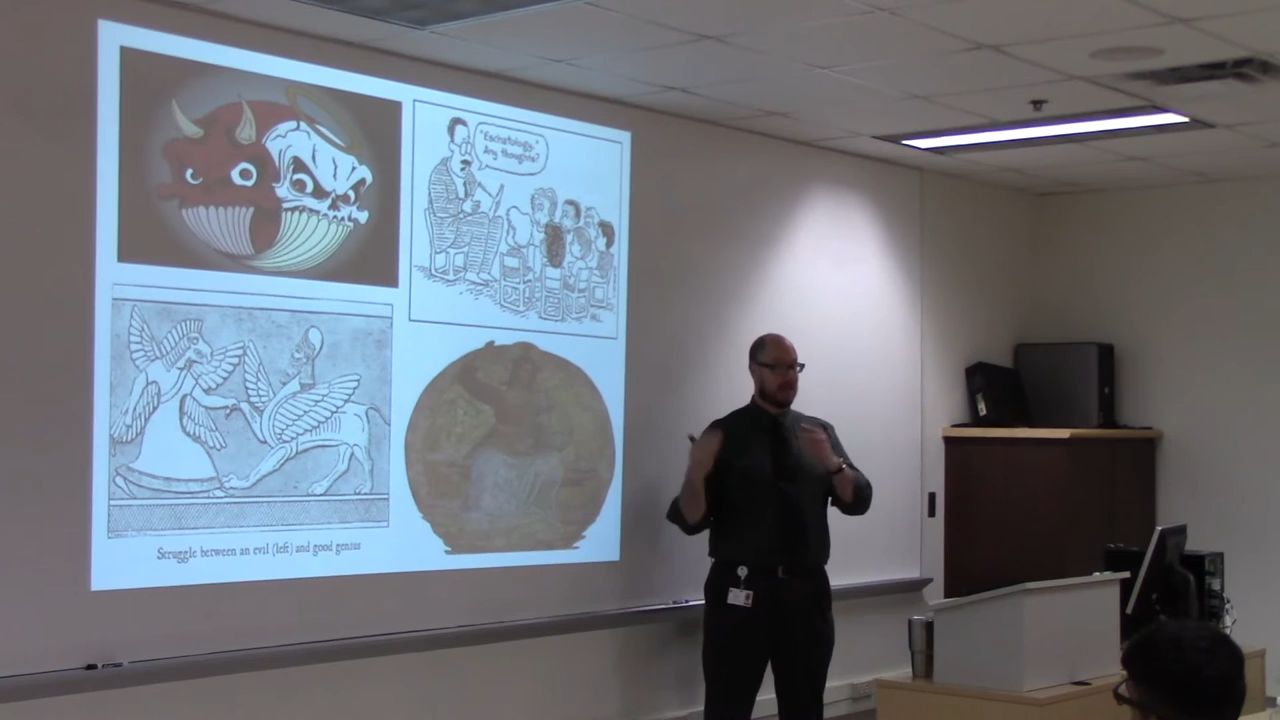 "Eschatology."
Any thoughts?
Struggle between an evil (left) and good genius